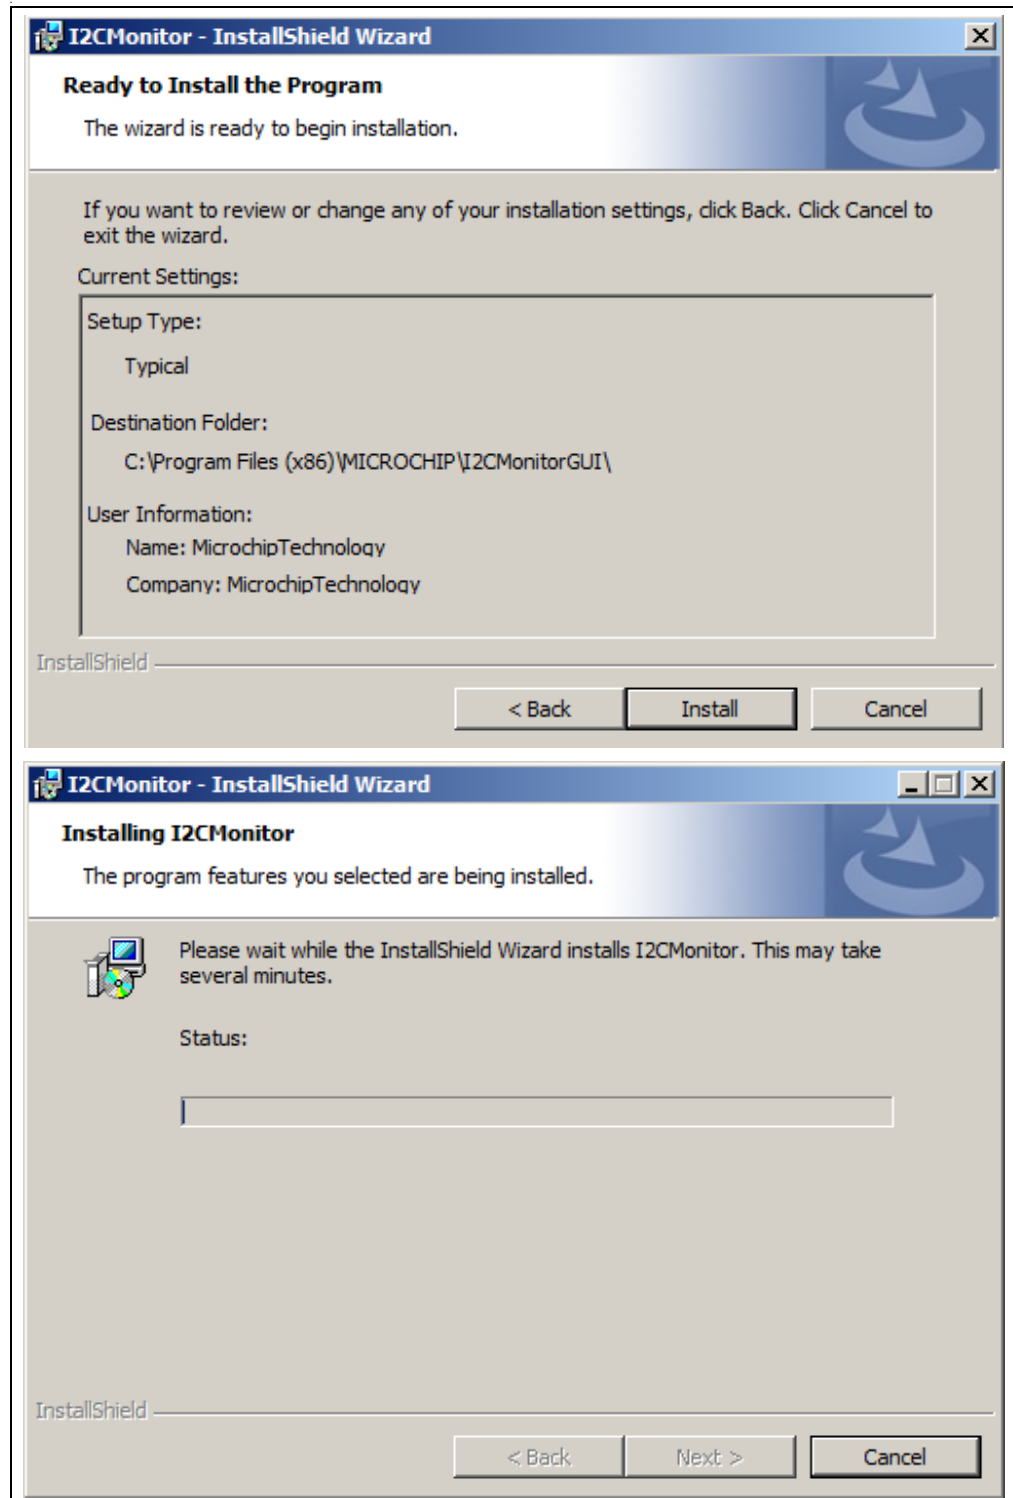 I2CMonitor - InstallShield Wizard
Ready to Install the Program
The wizard is ready to begin installation.
If you want to review or change any of your installation settings, click Back. Click Cancel to
exit the wizard.
Current Settings:
Setup Type:
Typical
Destination Folder:
C:\Program Files (x86)\MICROCHIP\I2CMonitorGUI\
User Information:
Name: MicrochipTechnology
Company: MicrochipTechnology
InstallShield
< Back
Install
Cancel
I2CMonitor - InstallShield Wizard
Installing I2CMonitor
The program features you selected are being installed.
Please wait while the InstallShield Wizard installs I2CMonitor. This may take
several minutes.
Status:
InstallShield
< Back
Next >
Cancel